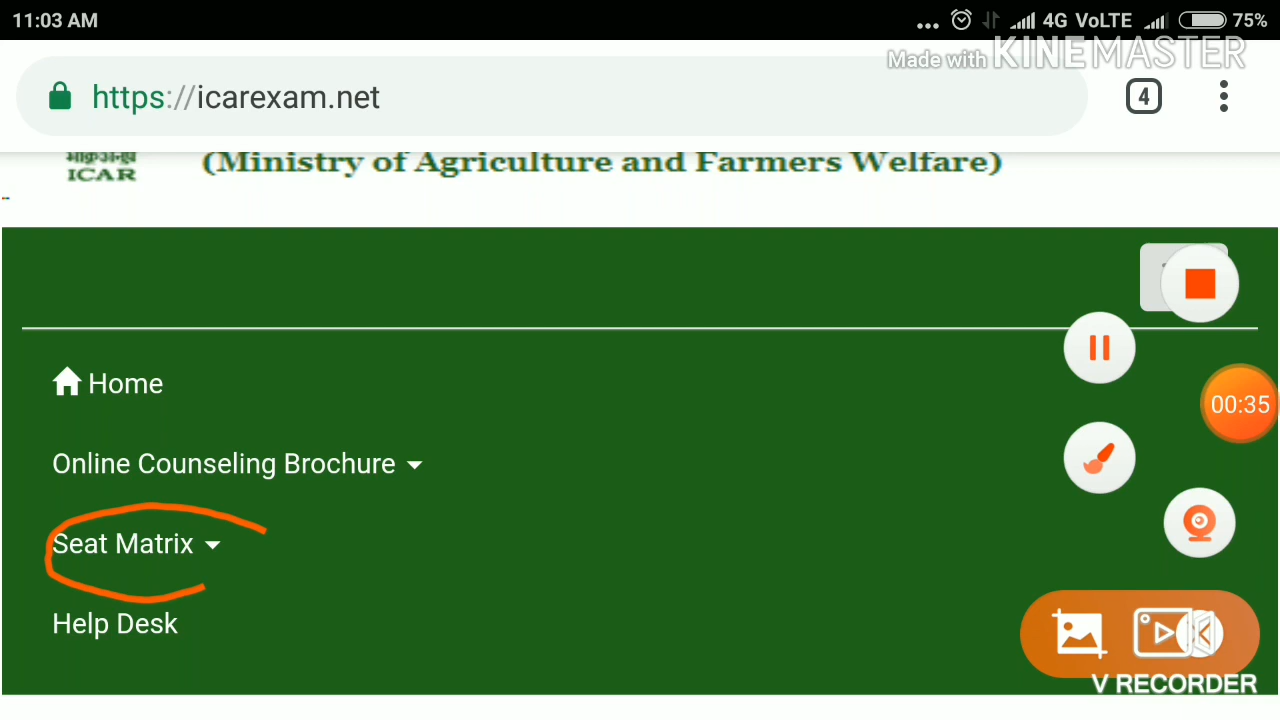 11:03 AM
... 4G VoLTE 75%
Made with KINEMASTER
https://icarexam.net
4
ICAR
(Ministry of Agriculture and Farmers Welfare)
Home
00:35
Online Counseling Brochure
Seat Matrix
Help Desk
V RECORDER